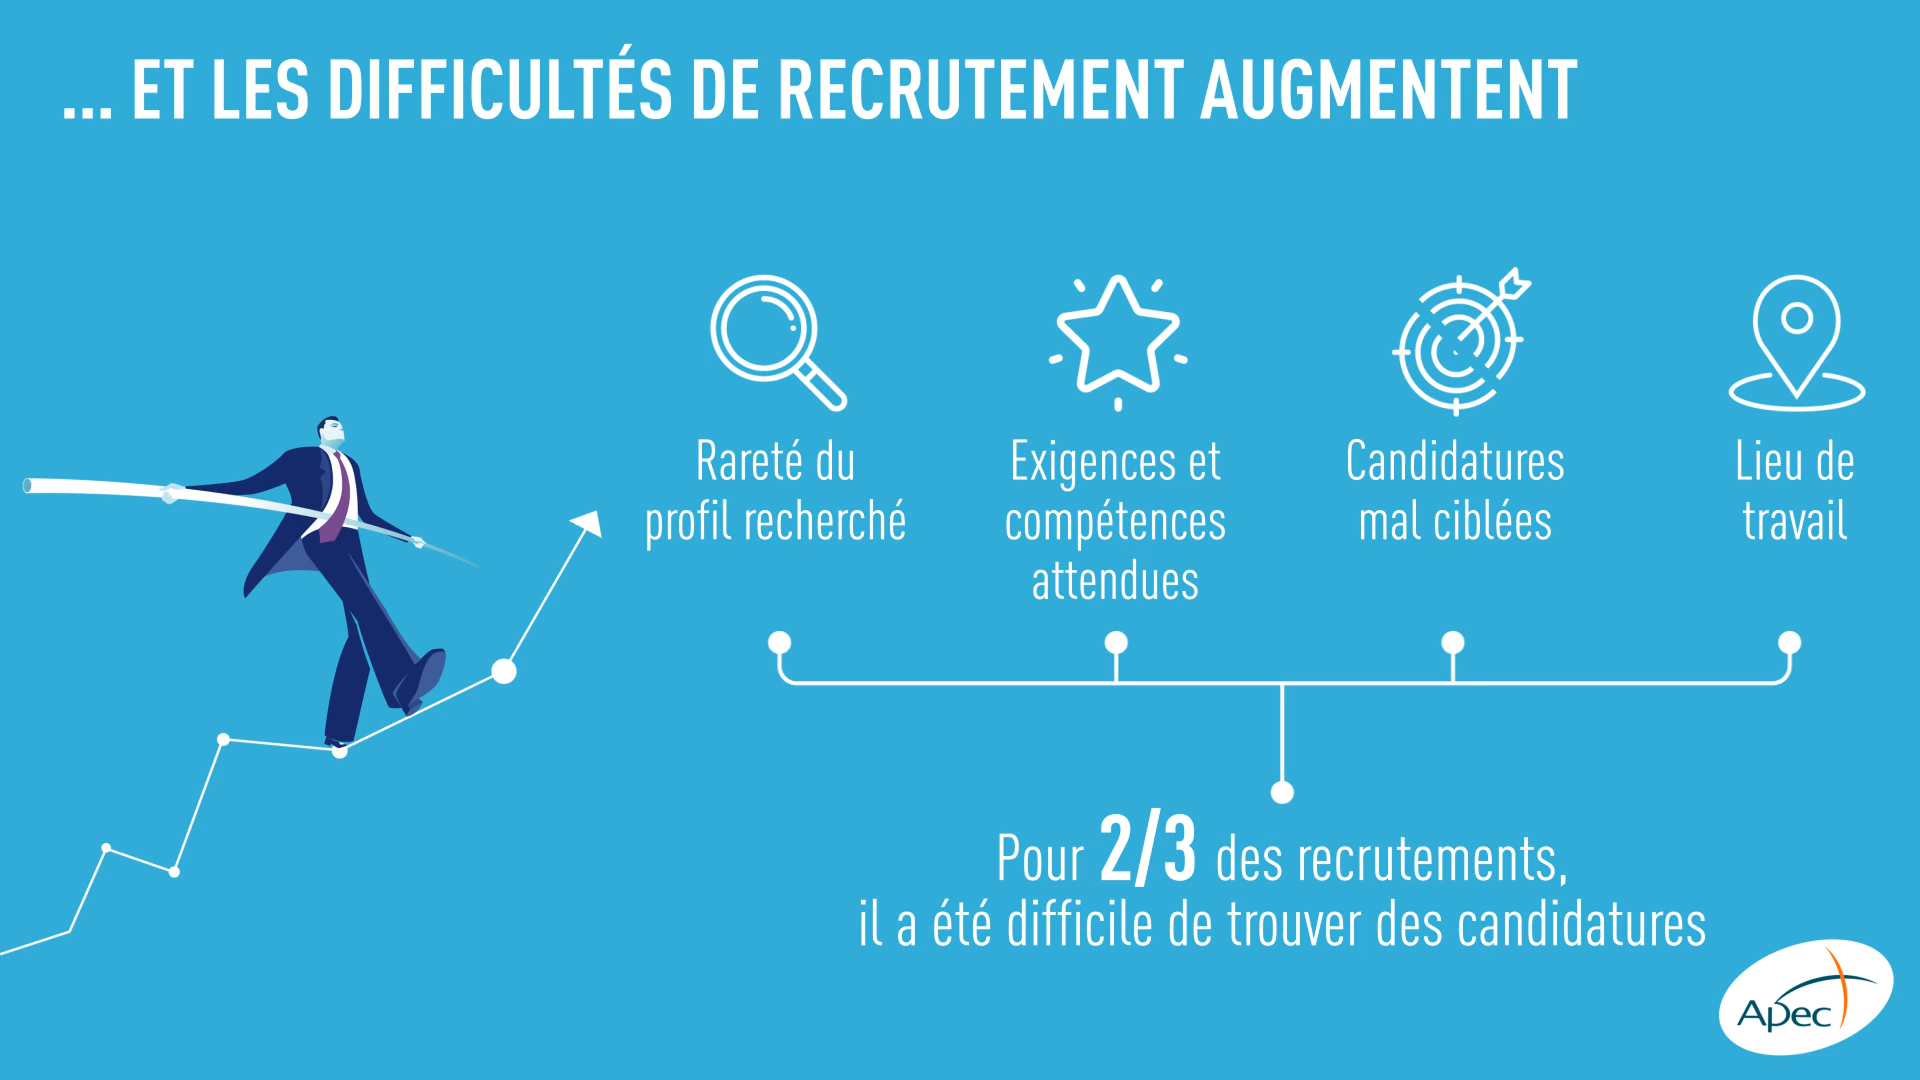 ... ET LES DIFFICULTÉS DE RECRUTEMENT AUGMENTENT
Rareté du
profil recherché
Exigences et
compétences
attendues
Candidatures
mal ciblées
Lieu de
travail
Pour 2/3 des recrutements,
il a été difficile de trouver des candidatures
Apec